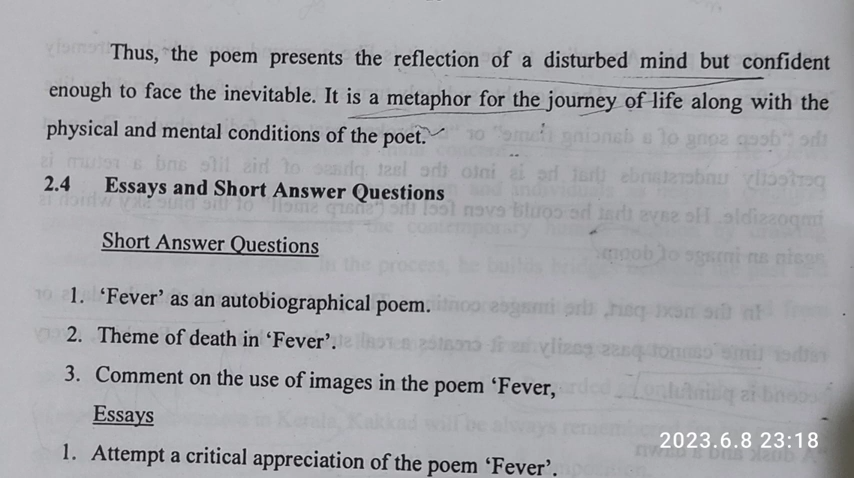 Thus, the poem presents the reflection of a disturbed mind but confident
enough to face the inevitable. It is a metaphor for the journey of life along with the
physical and mental conditions of the poet.
2.4 Essays and Short Answer Questions
Short Answer Questions
1. ‘Fever’ as an autobiographical poem.
2. Theme of death in ‘Fever’.
3. Comment on the use of images in the poem ‘Fever,
Essays
2023.6.8 23:18
1. Attempt a critical appreciation of the poem ‘Fever’.